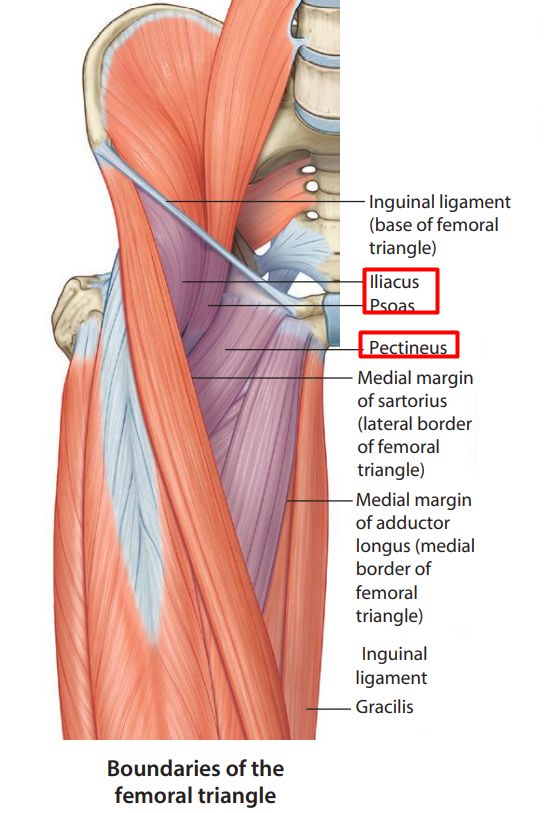 Inguinal ligament
(base of femoral
triangle)
Iliacus
Psoas
Pectineus
Medial margin
of sartorius
(lateral border
of femoral
triangle)
Medial margin
of adductor
longus (medial
border of
femoral
triangle)
Inguinal
ligament
Gracilis
Boundaries of the
femoral triangle